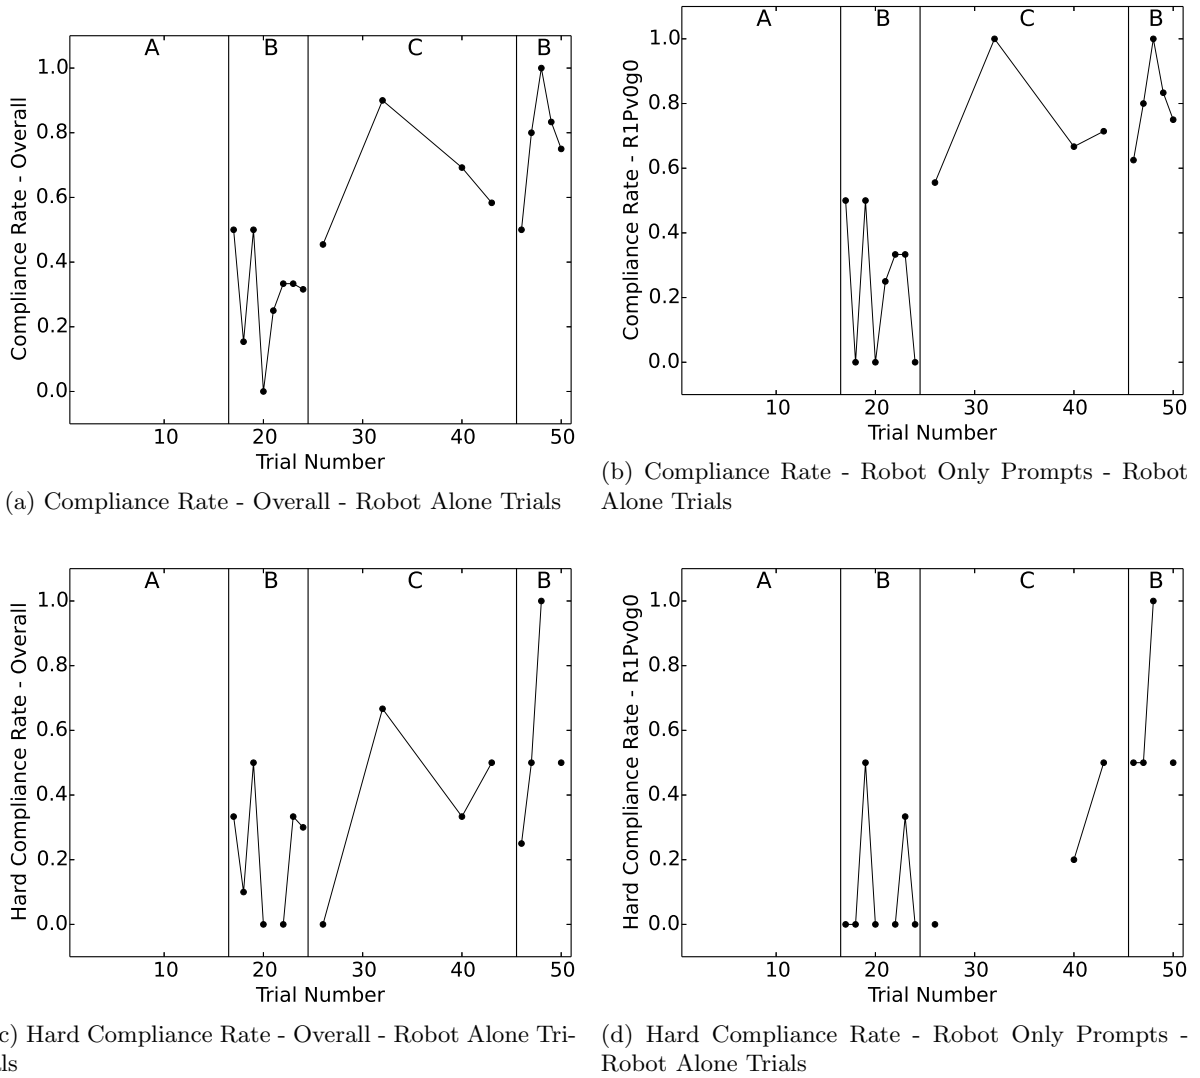 A B C B
Compliance Rate - Overall
1.0
0.8
0.6
0.4
0.2
0.0
10 20 30 40 50
Trial Number
(a) Compliance Rate - Overall - Robot Alone Trials
A B C B
Compliance Rate - R1Pv0g0
1.0
0.8
0.6
0.4
0.2
0.0
10 20 30 40 50
Trial Number
(b) Compliance Rate - Robot Only Prompts - Robot
Alone Trials
A B C B
Hard Compliance Rate - Overall
1.0
0.8
0.6
0.4
0.2
0.0
10 20 30 40 50
Trial Number
c) Hard Compliance Rate - Overall - Robot Alone Tri-
ls
A B C B
Hard Compliance Rate - R1Pv0g0
1.0
0.8
0.6
0.4
0.2
0.0
10 20 30 40 50
Trial Number
(d) Hard Compliance Rate - Robot Only Prompts -
Robot Alone Trials